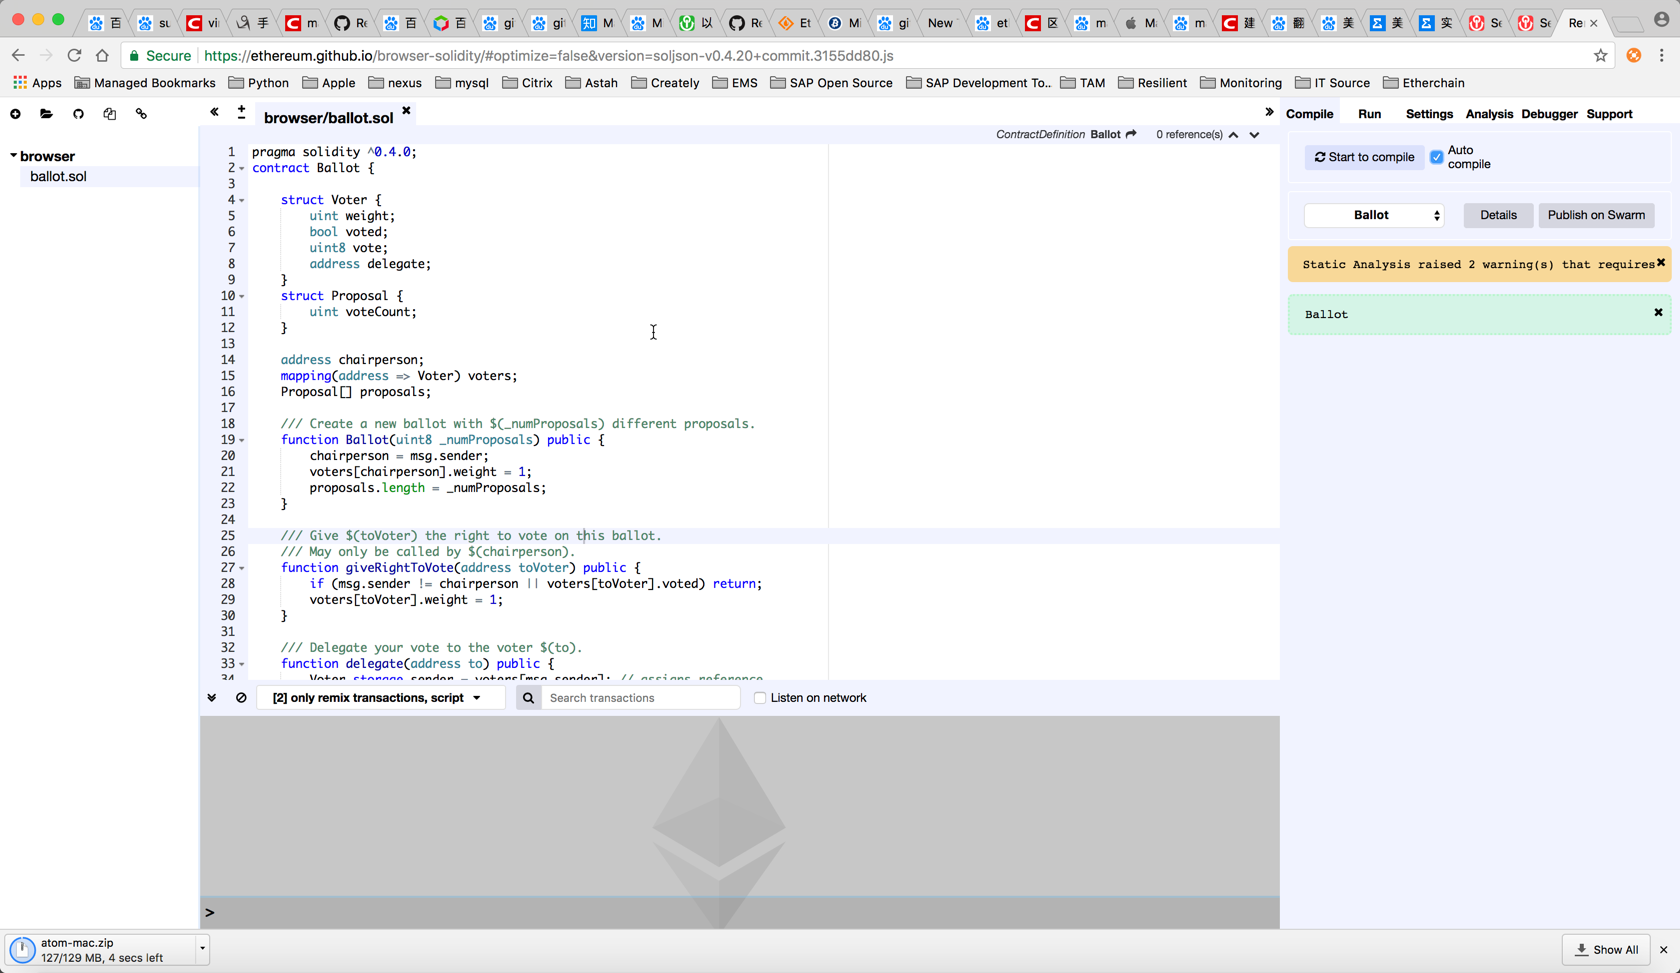 百
su
vi
手
m
Re
百
百
gi
git
知 M
M
以
Re
Et
Mi
gi
New
et
区
m
Ma
m
建
翻
美
美
实
Se
Se
Re
Secure https://ethereum.github.io/browser-solidity/#optimize=false&version=soljson-v0.4.20+commit.3155dd80.js
Apps Managed Bookmarks Python Apple nexus mysql Citrix Astah Creately EMS SAP Open Source SAP Development To... TAM Resilient Monitoring IT Source Etherchain
browser/ballot.sol
Compile Run Settings Analysis Debugger Support
ContractDefinition Ballot 0 reference(s)
browser
ballot.sol
1 pragma solidity ^0.4.0;
2 contract Ballot {
3
4 struct Voter {
5 uint weight;
6 bool voted;
7 uint8 vote;
8 address delegate;
9 }
10 struct Proposal {
11 uint voteCount;
12 }
13
14 address chairperson;
15 mapping(address => Voter) voters;
16 Proposal[] proposals;
17
18 /// Create a new ballot with $(_numProposals) different proposals.
19 function Ballot(uint8 _numProposals) public {
20 chairperson = msg.sender;
21 voters[chairperson].weight = 1;
22 proposals.length = _numProposals;
23 }
24
25 /// Give $(toVoter) the right to vote on this ballot.
26 /// May only be called by $(chairperson).
27 function giveRightToVote(address toVoter) public {
28 if (msg.sender != chairperson || voters[toVoter].voted) return;
29 voters[toVoter].weight = 1;
30 }
31
32 /// Delegate your vote to the voter $(to).
33 function delegate(address to) public {
34 Voter storage sender = voters[msg.sender]; // assigns reference
Start to compile
Auto compile
Ballot Details Publish on Swarm
Static Analysis raised 2 warning(s) that requires
Ballot
[2] only remix transactions, script Search transactions Listen on network
>
atom-mac.zip
127/129 MB, 4 secs left
Show All